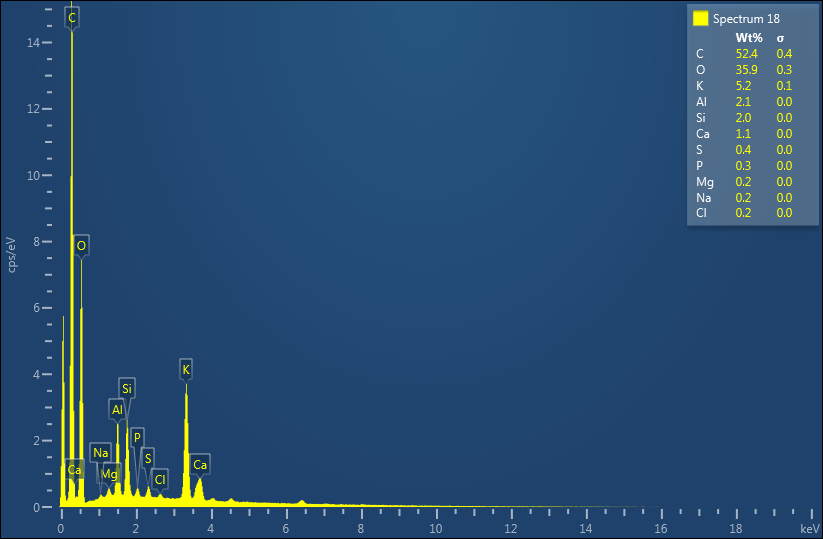 Spectrum 18
Wt% σ
C 52.4 0.4
O 35.9 0.3
K 5.2 0.1
Al 2.1 0.0
Si 2.0 0.0
Ca 1.1 0.0
S 0.4 0.0
P 0.3 0.0
Mg 0.2 0.0
Na 0.2 0.0
Cl 0.2 0.0
C
O
K
Si
Al
P
Na
S
Ca
Ca
Mg
Cl
cps/eV
14
12
10
8
6
4
2
0
0 2 4 6 8 10 12 14 16 18 keV